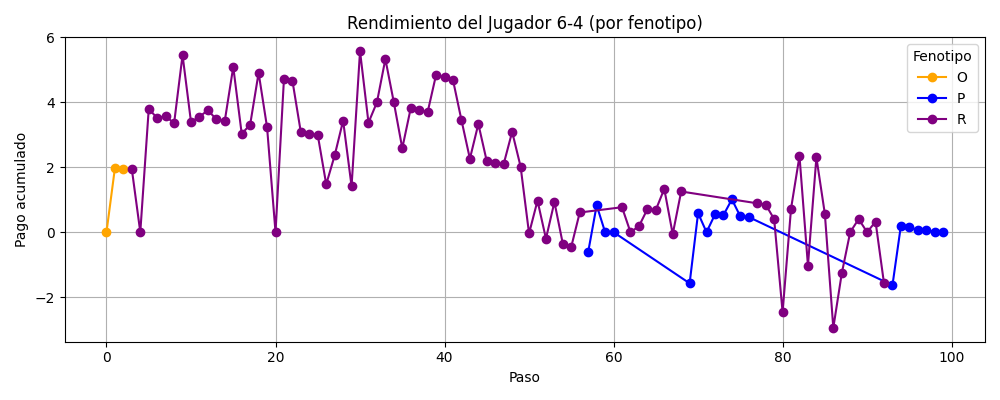 Rendimiento del Jugador 6-4 (por fenotipo)
Pago acumulado
6
4
2
0
−2
Fenotipo
O
P
R
0 20 40 60 80 100
Paso